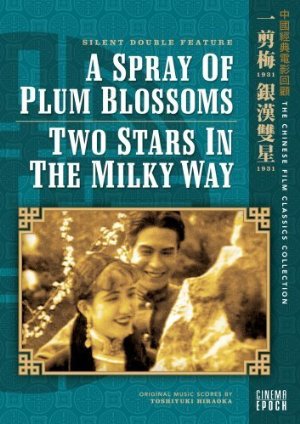 SILENT DOUBLE FEATURE
A SPRAY OF
PLUM BLOSSOMS
TWO STARS IN
THE MILKY WAY
中國經典電影回顧
一剪梅
1931
銀漢雙星
1931
THE CHINESE FILM CLASSICS COLLECTION
ORIGINAL MUSIC SCORES BY
TOSHIYUKI HIRAOKA
CINEMA
EPOCH